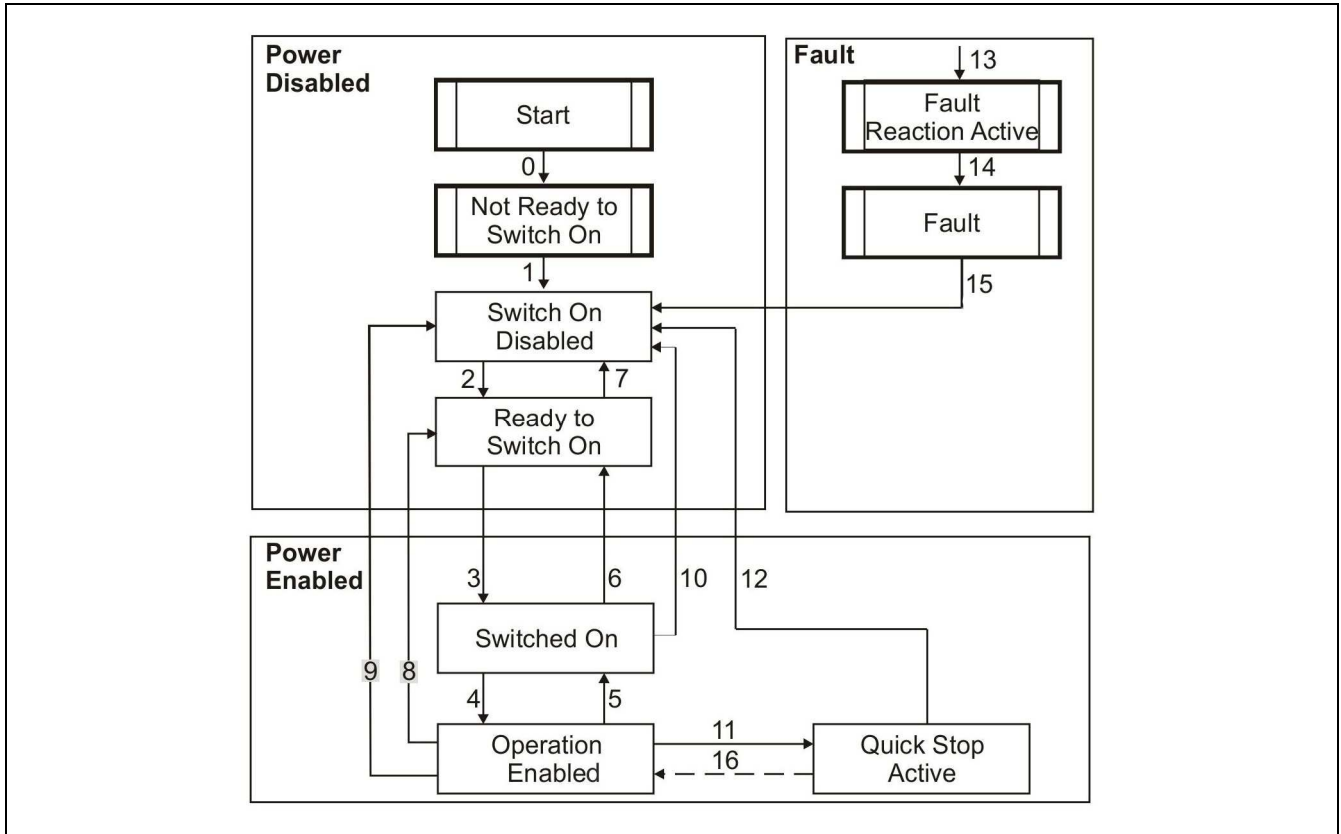 Power
Disabled
Start
0
Not Ready to
Switch On
1
Switch On
Disabled
2
7
Ready to
Switch On
Fault
13
Fault
Reaction Active
14
Fault
15
Power
Enabled
3
6
10
12
Switched On
9
8
4
5
Operation
Enabled
11
16
Quick Stop
Active